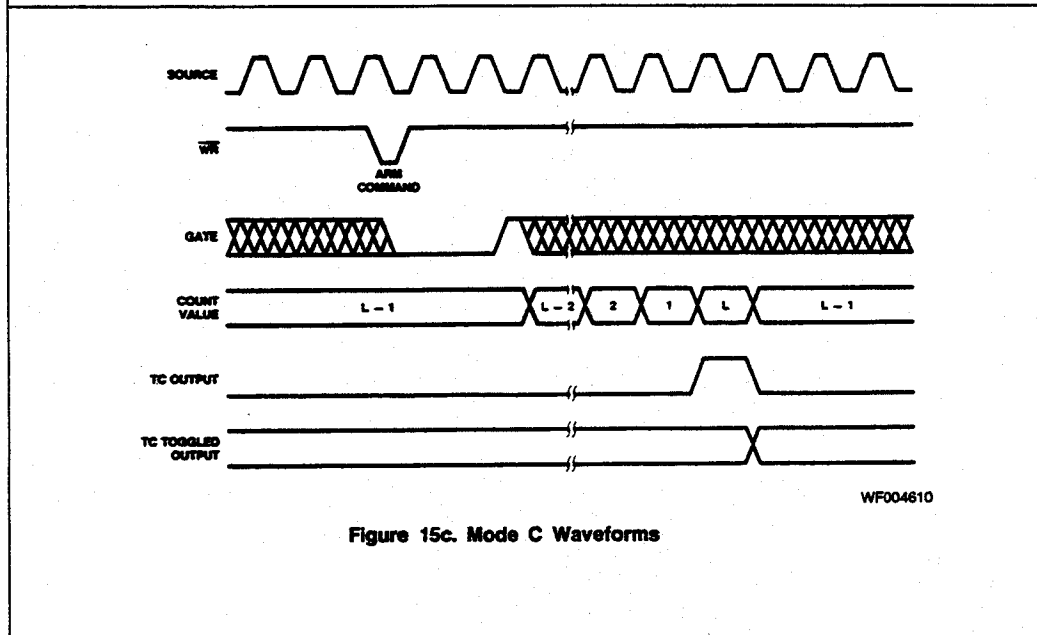 SOURCE
WR
ARM
COMMAND
GATE
COUNT
VALUE
L – 1
L – 2
2
1
L
L – 1
TC OUTPUT
TC TOGGLED
OUTPUT
WF004610
Figure 15c. Mode C Waveforms